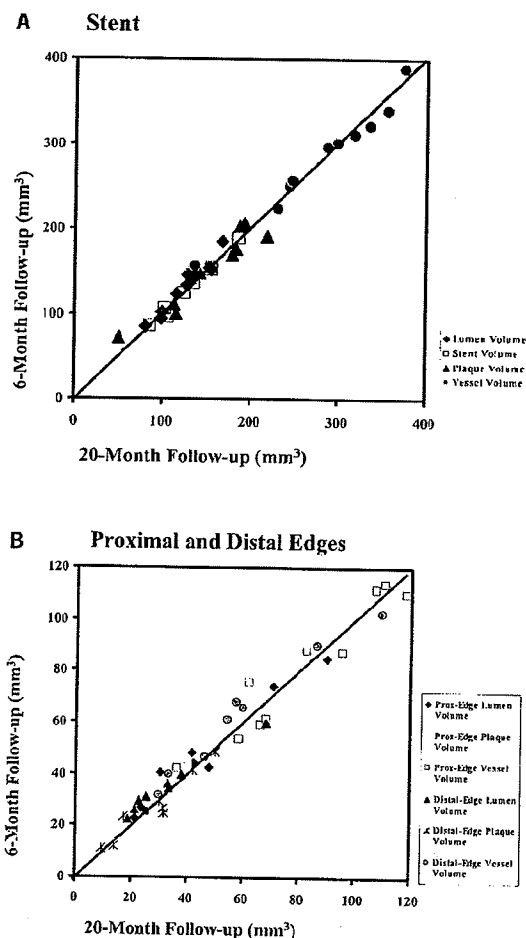 A Stent
400
300
200
100
0
0 100 200 300 400
6-Month Follow-up (mm³)
20-Month Follow-up (mm³)
Lumen Volume
Stent Volume
Plaque Volume
Vessel Volume
B Proximal and Distal Edges
120
100
80
60
40
20
0
0 20 40 60 80 100 120
6-Month Follow-up (mm³)
20-Month Follow-up (mm³)
Prox-Edge Lumen
Volume
Prox-Edge Plaque
Volume
Prox-Edge Vessel
Volume
Distal-Edge Lumen
Volume
Distal-Edge Plaque
Volume
Distal-Edge Vessel
Volume